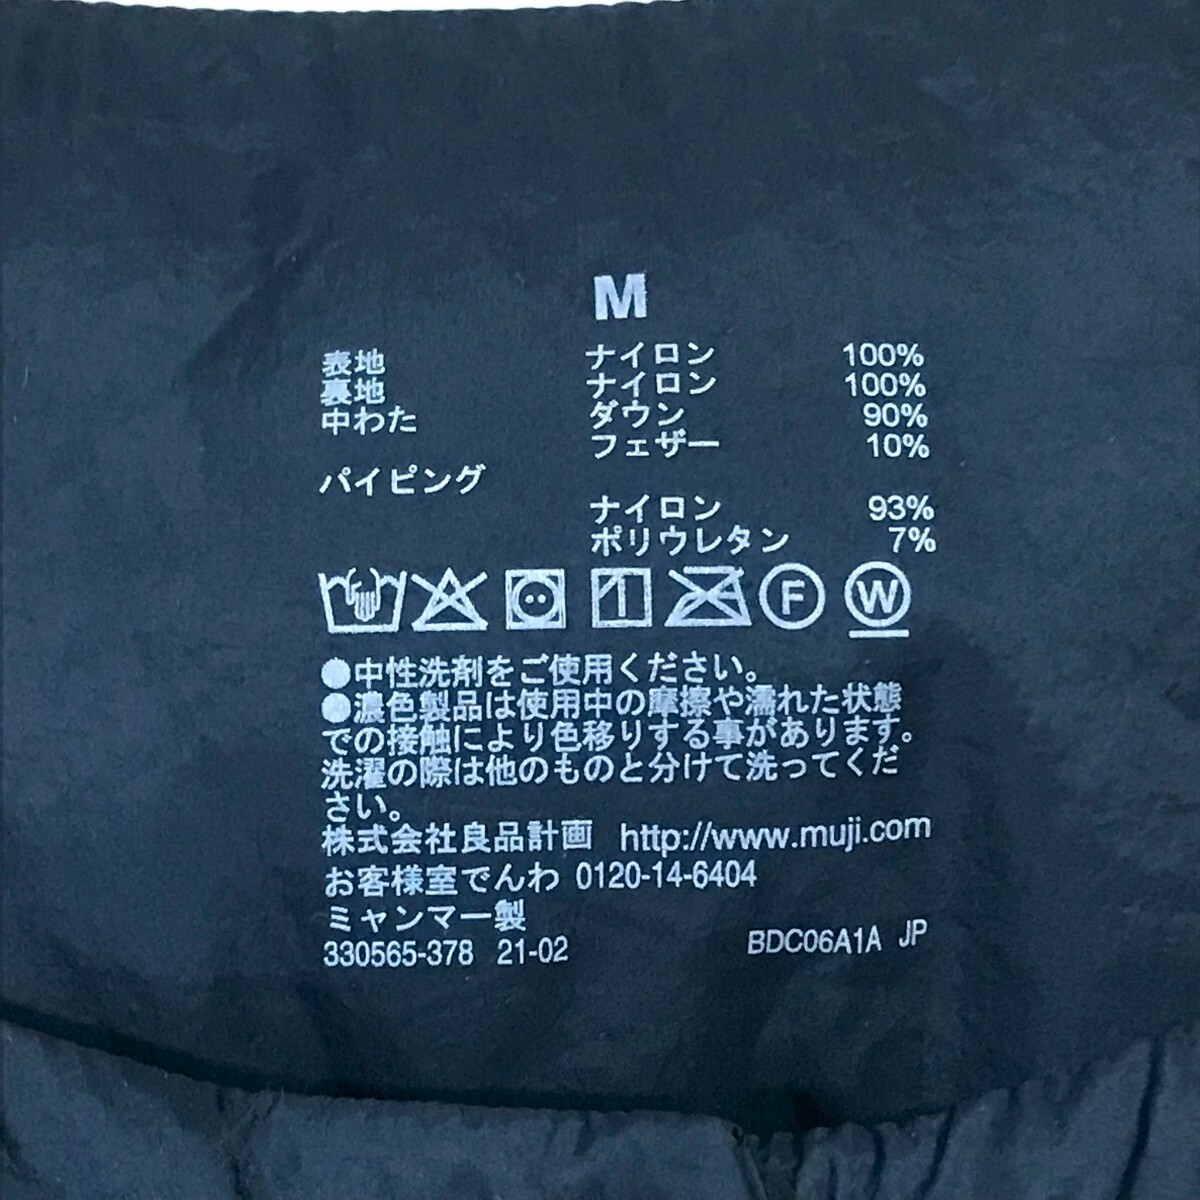 M
表地 ナイロン 100%
裏地 ナイロン 100%
中わた ダウン 90%
フェザー 10%
パイピング
ナイロン 93%
ポリウレタン 7%
F W
●中性洗剤をご使用ください。
●濃色製品は使用中の摩擦や濡れた状態
での接触により色移りする事があります。
洗濯の際は他のものと分けて洗ってくだ
さい。
株式会社良品計画 http://www.muji.com
お客様室でんわ 0120-14-6404
ミャンマー製
330565-378 21-02 BDC06A1A JP